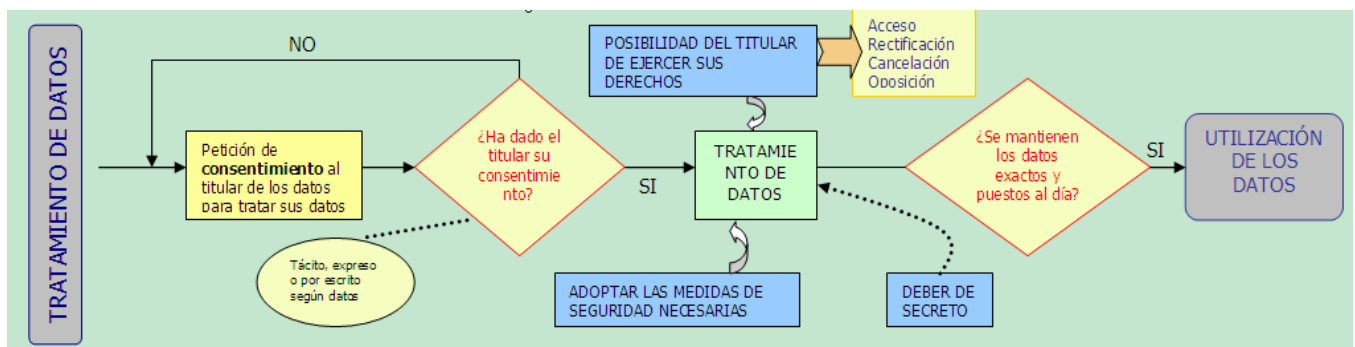 TRATAMIENTO DE DATOS
NO
Petición de
consentimiento al
titular de los datos
para tratar sus datos
¿Ha dado el
titular su
consentimie
nto?
Tácito, expreso
o por escrito
según datos
SI
POSIBILIDAD DEL TITULAR
DE EJERCER SUS
DERECHOS
Acceso
Rectificación
Cancelación
Oposición
TRATAMIE
NTO DE
DATOS
ADOPTAR LAS MEDIDAS DE
SEGURIDAD NECESARIAS
DEBER DE
SECRETO
¿Se mantienen
los datos
exactos y
puestos al día?
SI
UTILIZACIÓN
DE LOS
DATOS